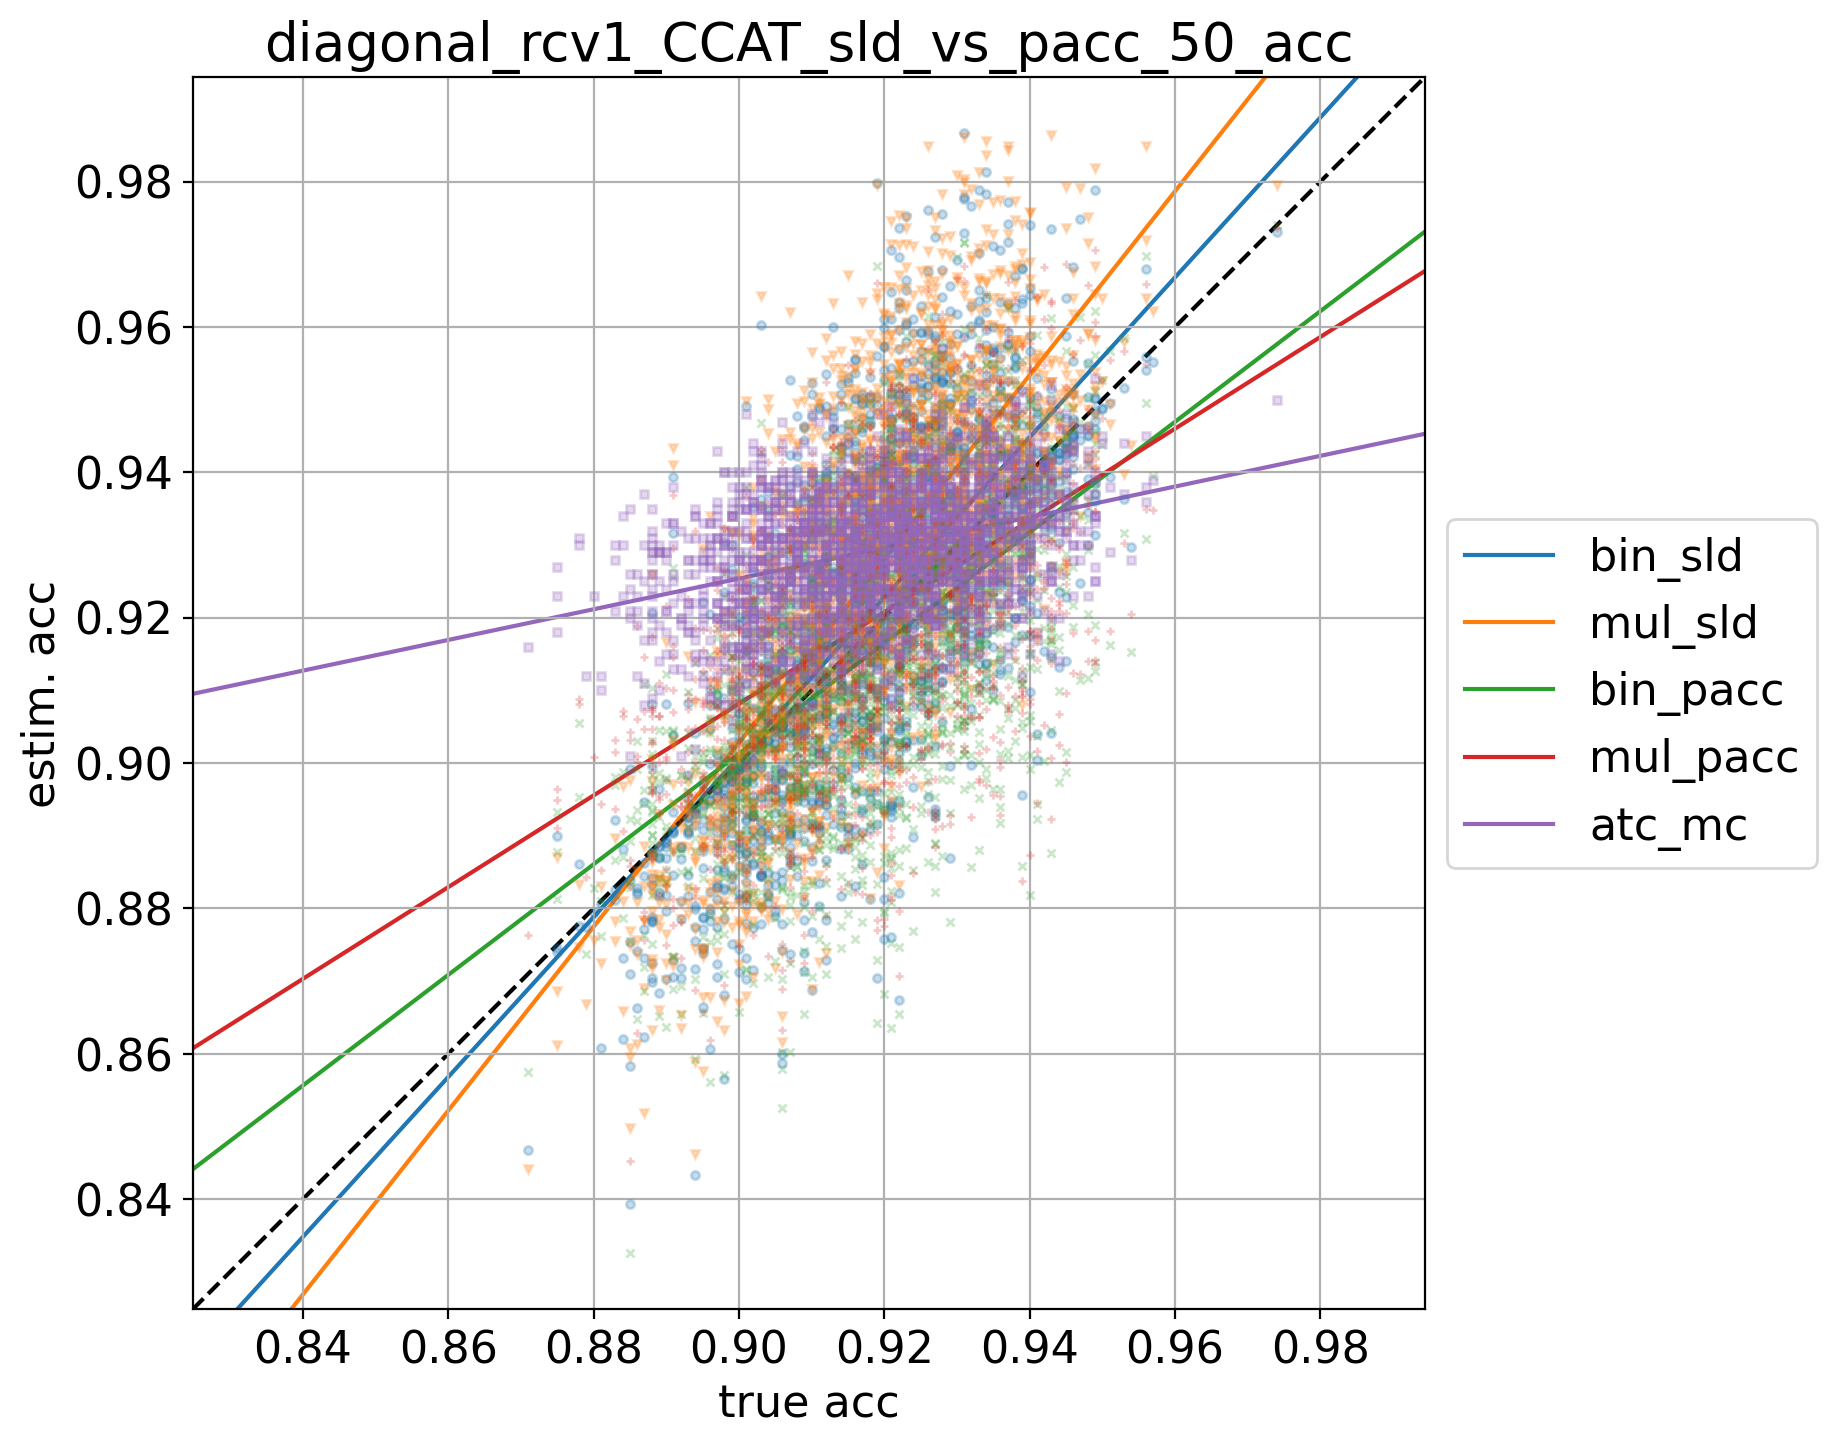 diagonal_rcv1_CCAT_sld_vs_pacc_50_acc
0.98
0.96
0.94
0.92
0.90
0.88
0.86
0.84
estim. acc
0.84 0.86 0.88 0.90 0.92 0.94 0.96 0.98
true acc
bin_sld
mul_sld
bin_pacc
mul_pacc
atc_mc